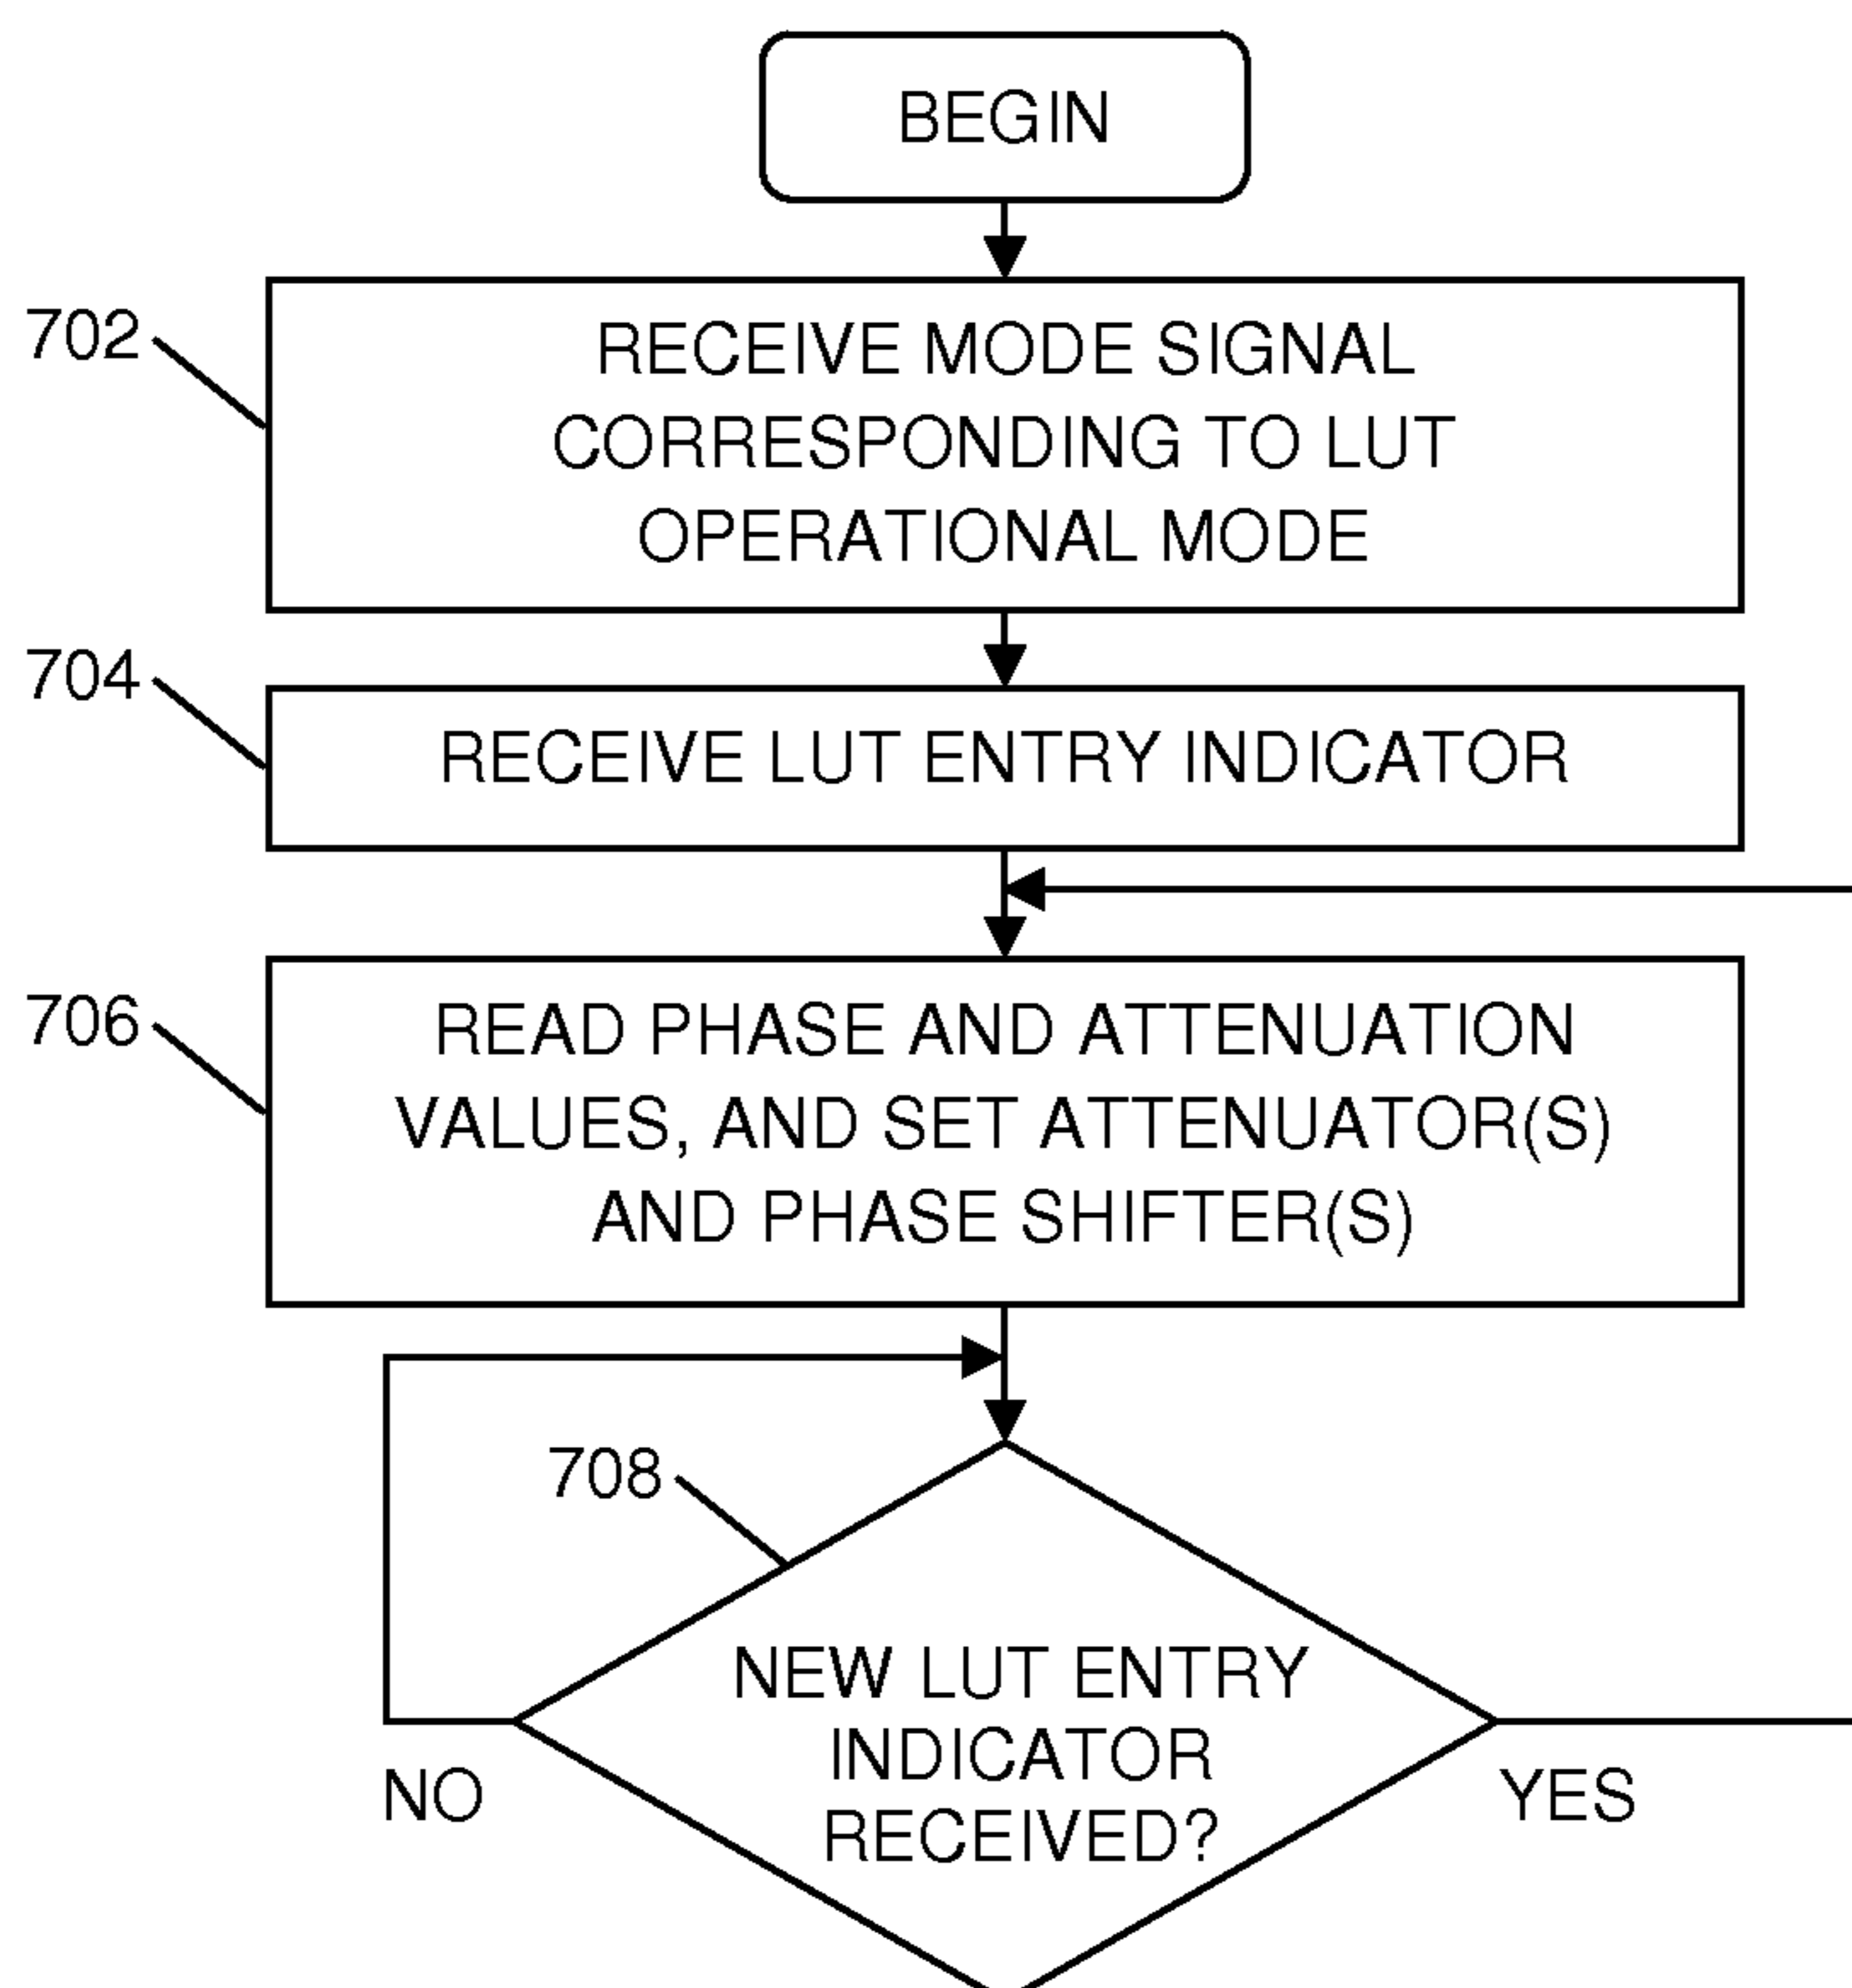 BEGIN
702
RECEIVE MODE SIGNAL
CORRESPONDING TO LUT
OPERATIONAL MODE
704
RECEIVE LUT ENTRY INDICATOR
706
READ PHASE AND ATTENUATION
VALUES, AND SET ATTENUATOR(S)
AND PHASE SHIFTER(S)
708
NEW LUT ENTRY
INDICATOR
RECEIVED?
NO
YES